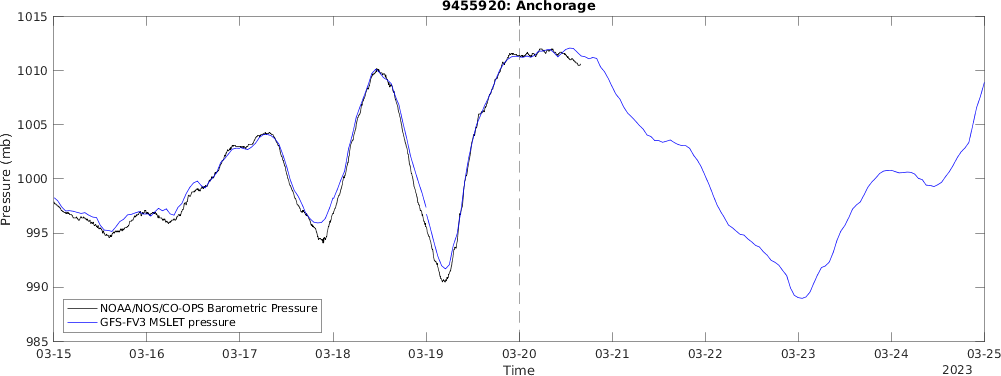 9455920: Anchorage
Pressure (mb)
1015
1010
1005
1000
995
990
985
NOAA/NOS/CO-OPS Barometric Pressure
GFS-FV3 MSLET pressure
03-15 03-16 03-17 03-18 03-19 03-20 03-21 03-22 03-23 03-24 03-25
Time
2023